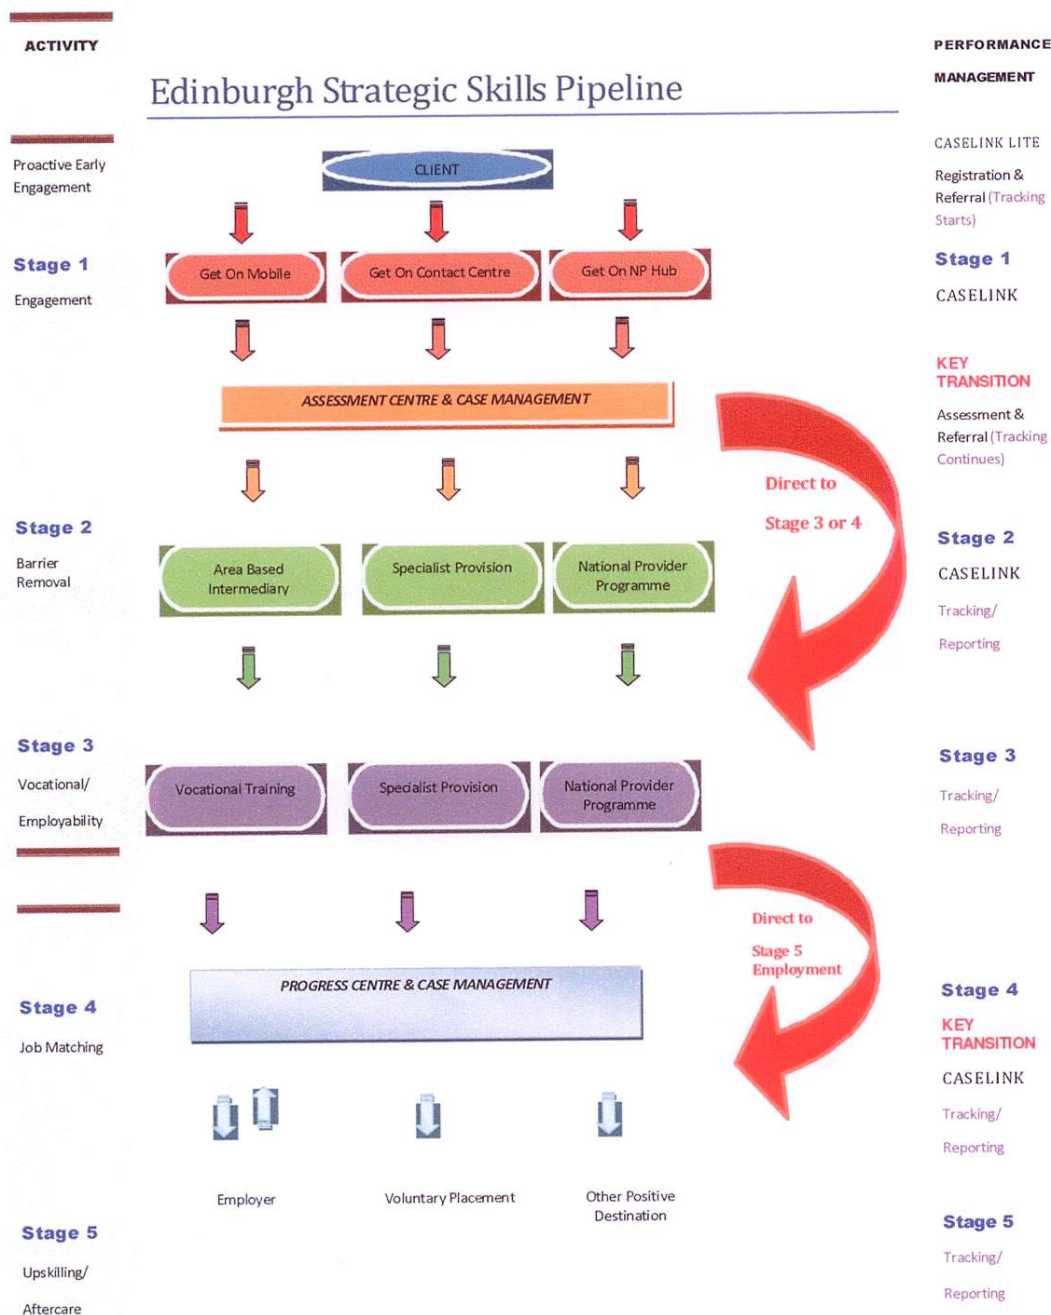 ACTIVITY
PERFORMANCE
MANAGEMENT
Edinburgh Strategic Skills Pipeline
Proactive Early
Engagement
CLIENT
CASELINK LITE
Registration &
Referral (Tracking
Starts)
Stage 1
Engagement
Get On Mobile
Get On Contact Centre
Get On NP Hub
Stage 1
CASELINK
KEY
TRANSITION
Assessment &
Referral (Tracking
Continues)
ASSESSMENT CENTRE & CASE MANAGEMENT
Direct to
Stage 3 or 4
Stage 2
Barrier
Removal
Area Based
Intermediary
Specialist Provision
National Provider
Programme
Stage 2
CASELINK
Tracking/
Reporting
Stage 3
Vocational/
Employability
Vocational Training
Specialist Provision
National Provider
Programme
Stage 3
Tracking/
Reporting
Direct to
Stage 5
Employment
Stage 4
Job Matching
PROGRESS CENTRE & CASE MANAGEMENT
Stage 4
KEY
TRANSITION
CASELINK
Tracking/
Reporting
Employer
Voluntary Placement
Other Positive
Destination
Stage 5
Upskilling/
Aftercare
Stage 5
Tracking/
Reporting